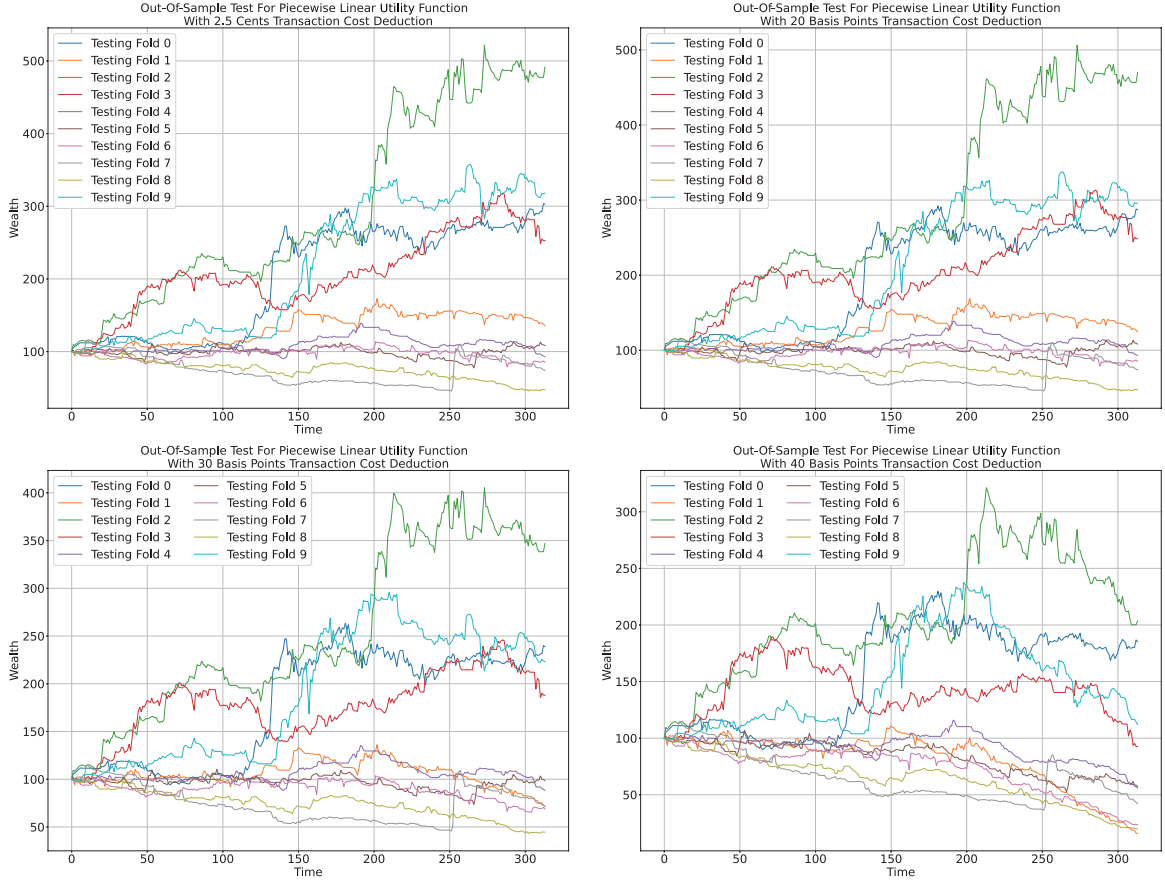 Out-Of-Sample Test For Piecewise Linear Utility Function
With 2.5 Cents Transaction Cost Deduction
500
400
300
200
100
Wealth
0
50
100
150
200
250
300
Time
Testing Fold 0
Testing Fold 1
Testing Fold 2
Testing Fold 3
Testing Fold 4
Testing Fold 5
Testing Fold 6
Testing Fold 7
Testing Fold 8
Testing Fold 9
Out-Of-Sample Test For Piecewise Linear Utility Function
With 20 Basis Points Transaction Cost Deduction
500
400
300
200
100
Wealth
0
50
100
150
200
250
300
Time
Testing Fold 0
Testing Fold 1
Testing Fold 2
Testing Fold 3
Testing Fold 4
Testing Fold 5
Testing Fold 6
Testing Fold 7
Testing Fold 8
Testing Fold 9
Out-Of-Sample Test For Piecewise Linear Utility Function
With 30 Basis Points Transaction Cost Deduction
400
350
300
250
200
150
100
50
Wealth
0
50
100
150
200
250
300
Time
Testing Fold 0
Testing Fold 1
Testing Fold 2
Testing Fold 3
Testing Fold 4
Testing Fold 5
Testing Fold 6
Testing Fold 7
Testing Fold 8
Testing Fold 9
Out-Of-Sample Test For Piecewise Linear Utility Function
With 40 Basis Points Transaction Cost Deduction
300
250
200
150
100
50
Wealth
0
50
100
150
200
250
300
Time
Testing Fold 0
Testing Fold 1
Testing Fold 2
Testing Fold 3
Testing Fold 4
Testing Fold 5
Testing Fold 6
Testing Fold 7
Testing Fold 8
Testing Fold 9